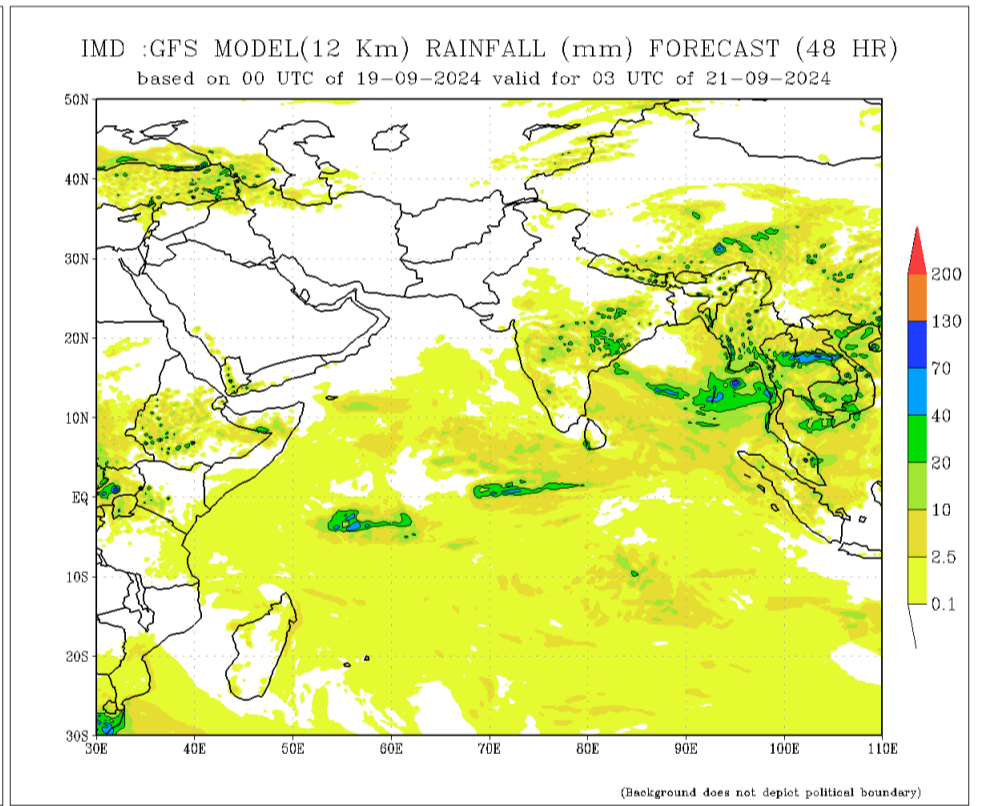 IMD :GFS MODEL(12 Km) RAINFALL (mm) FORECAST (48 HR)
based on 00 UTC of 19-09-2024 valid for 03 UTC of 21-09-2024
50N
40N
30N
20N
10N
EQ
10S
20S
30S
30E 40E 50E 60E 70E 80E 90E 100E 110E
200
130
70
40
20
10
2.5
0.1
(Background does not depict political boundary)